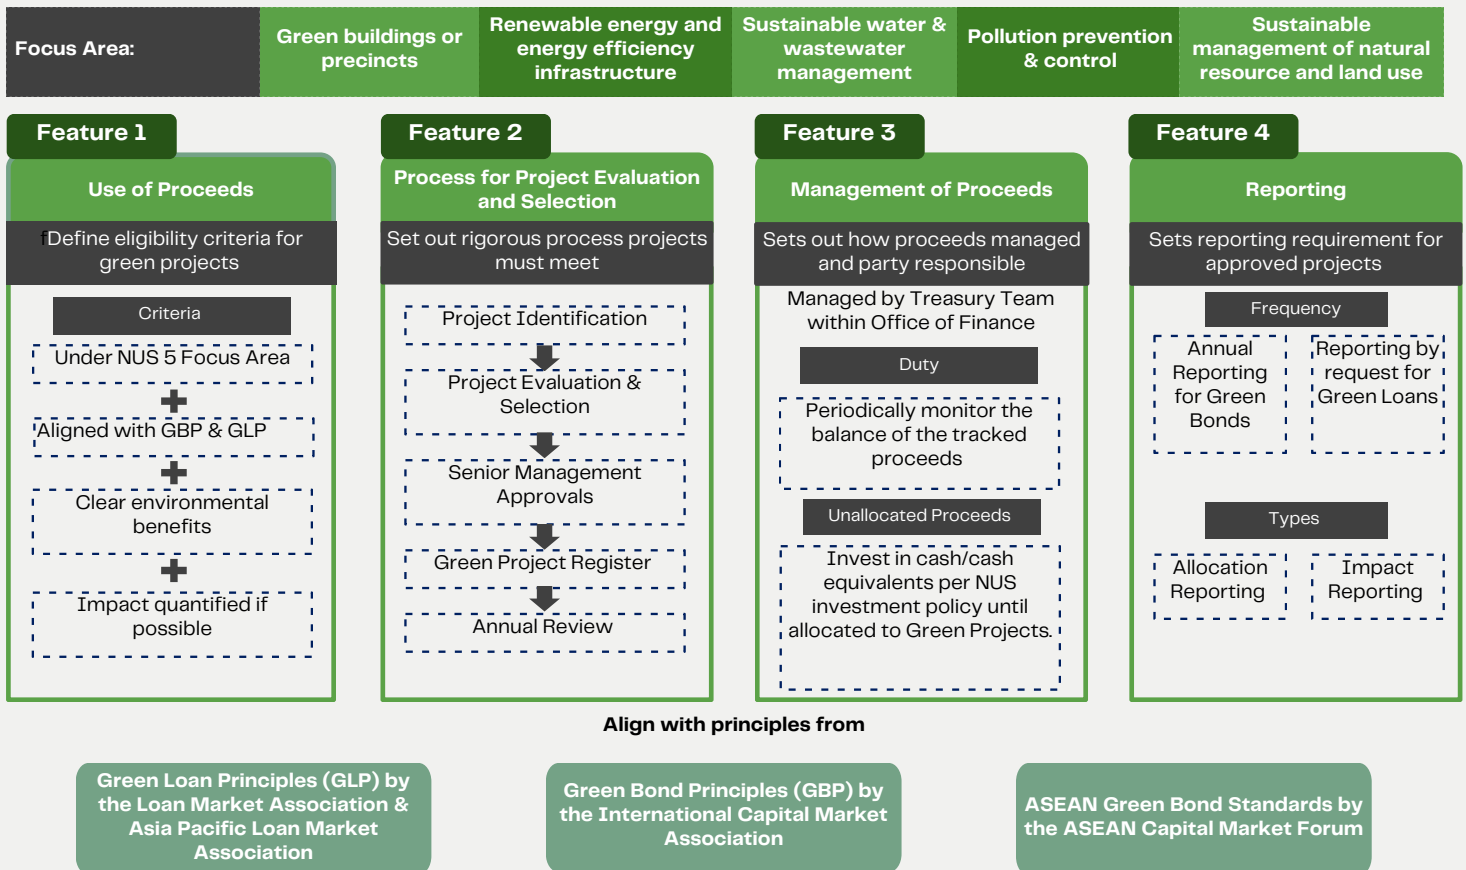 Focus Area:
Green buildings or
precincts
Renewable energy and
energy efficiency
infrastructure
Sustainable water &
wastewater
management
Pollution prevention
& control
Sustainable
management of natural
resource and land use
Feature 1
Use of Proceeds
fDefine eligibility criteria for
green projects
Criteria
Under NUS 5 Focus Area
Aligned with GBP & GLP
Clear environmental
benefits
Impact quantified if
possible
Feature 2
Process for Project Evaluation
and Selection
Set out rigorous process projects
must meet
Project Identification
Project Evaluation &
Selection
Senior Management
Approvals
Green Project Register
Annual Review
Feature 3
Management of Proceeds
Sets out how proceeds managed
and party responsible
Managed by Treasury Team
within Office of Finance
Duty
Periodically monitor the
balance of the tracked
proceeds
Unallocated Proceeds
Invest in cash/cash
equivalents per NUS
investment policy until
allocated to Green Projects.
Feature 4
Reporting
Sets reporting requirement for
approved projects
Frequency
Annual
Reporting
for Green
Bonds
Reporting by
request for
Green Loans
Types
Allocation
Reporting
Impact
Reporting
Align with principles from
Green Loan Principles (GLP) by
the Loan Market Association &
Asia Pacific Loan Market
Association
Green Bond Principles (GBP) by
the International Capital Market
Association
ASEAN Green Bond Standards by
the ASEAN Capital Market Forum